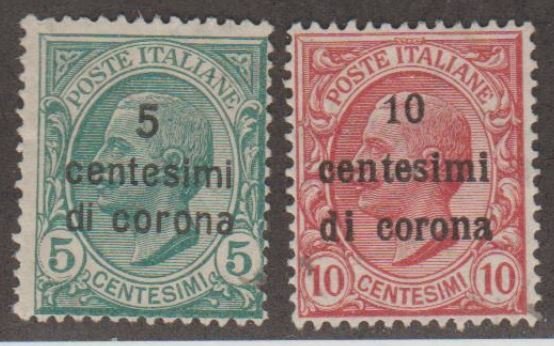 POSTE ITALIANE
5
centesimi
di corona
5 CENTESIMI 5
POSTE ITALIANE
10
centesimi
di corona
10 CENTESIMI 10